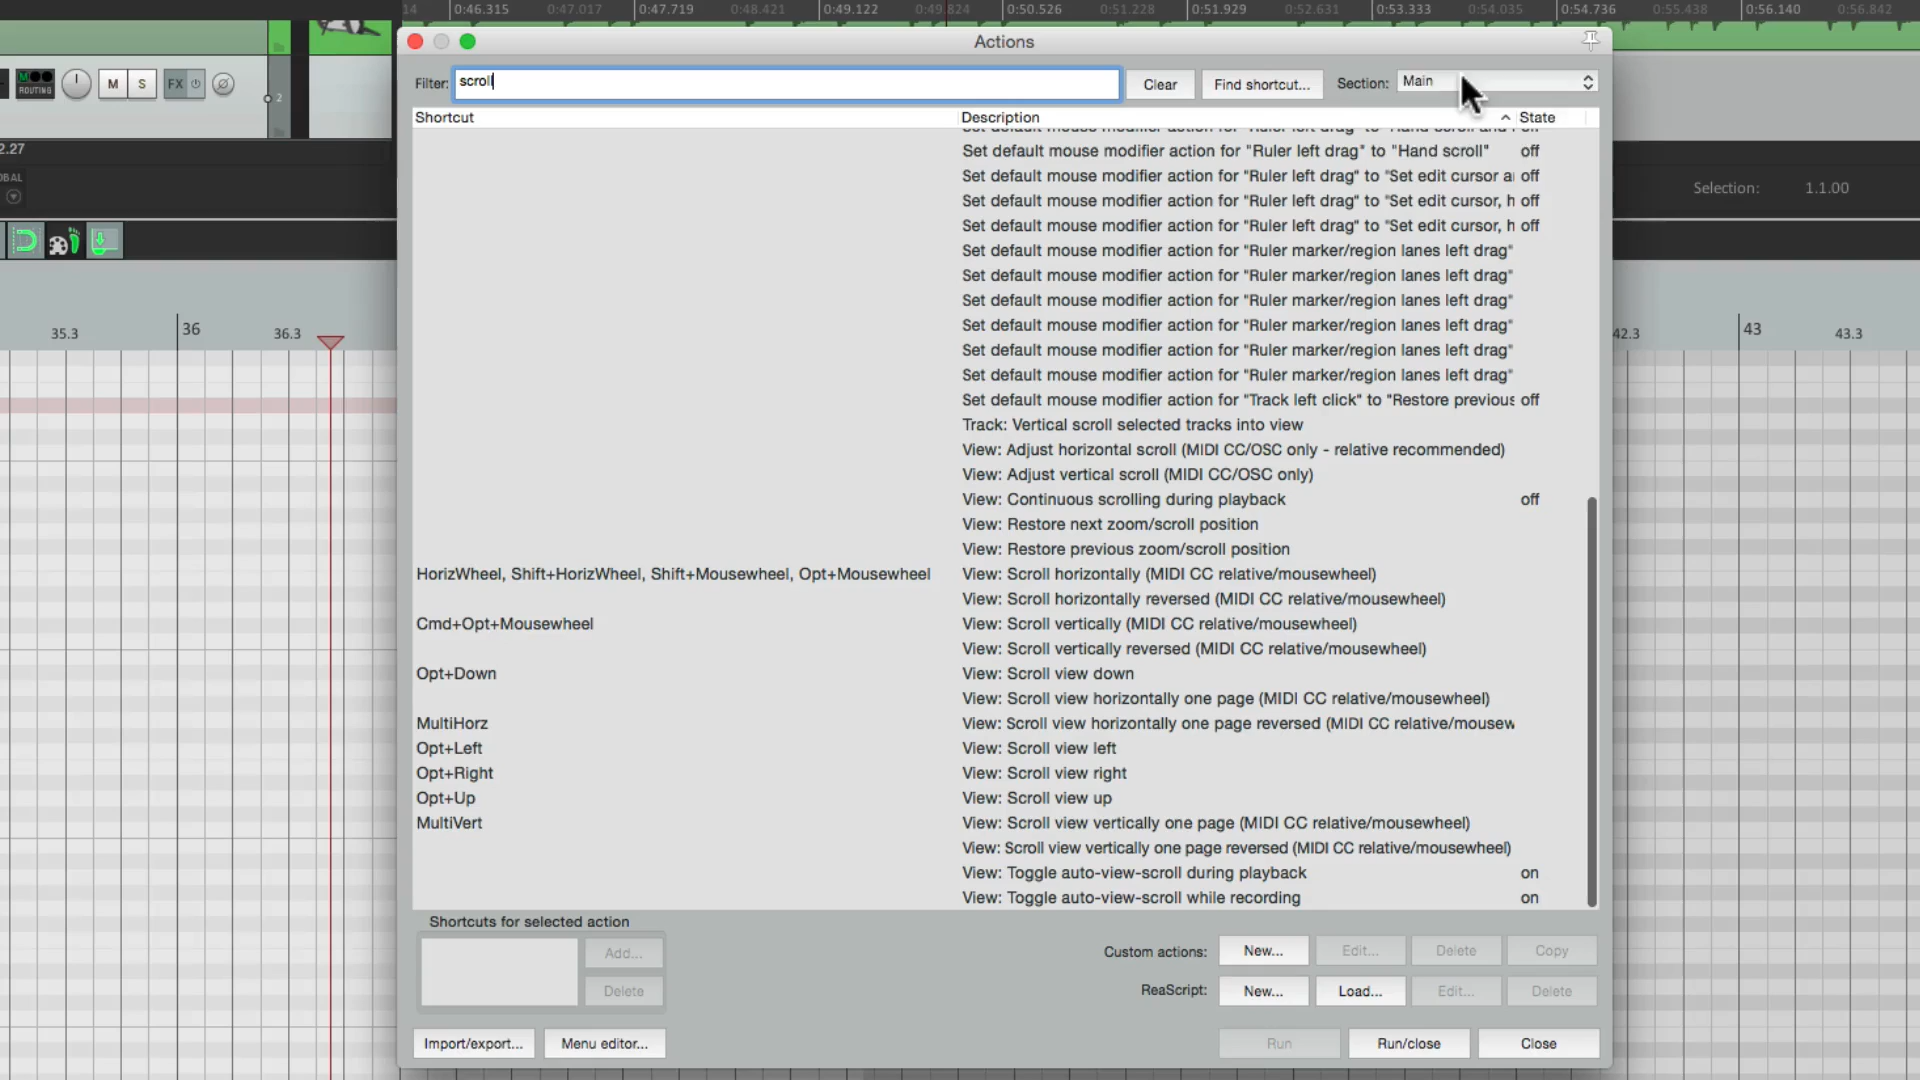 14 0:46.315 0:47.017 0:47.719 0:48.421 0:49.122 0:49.824 0:50.526 0:51.228 0:51.929 0:52.631 0:53.333 0:54.035 0:54.736 0:55.438 0:56.140 0:56.842
Actions
Filter: scroll Clear Find shortcut... Section: Main
M ROUTING M S FX 2
Shortcut Description State
Set default mouse modifier action for "Ruler left drag" to "Hand scroll and off
Set default mouse modifier action for "Ruler left drag" to "Hand scroll" off
Set default mouse modifier action for "Ruler left drag" to "Set edit cursor a off
Set default mouse modifier action for "Ruler left drag" to "Set edit cursor, h off
Set default mouse modifier action for "Ruler left drag" to "Set edit cursor, h off
Set default mouse modifier action for "Ruler marker/region lanes left drag"
Set default mouse modifier action for "Ruler marker/region lanes left drag"
Set default mouse modifier action for "Ruler marker/region lanes left drag"
Set default mouse modifier action for "Ruler marker/region lanes left drag"
Set default mouse modifier action for "Ruler marker/region lanes left drag"
Set default mouse modifier action for "Ruler marker/region lanes left drag"
Set default mouse modifier action for "Track left click" to "Restore previous off
Track: Vertical scroll selected tracks into view
View: Adjust horizontal scroll (MIDI CC/OSC only - relative recommended)
View: Adjust vertical scroll (MIDI CC/OSC only)
View: Continuous scrolling during playback off
View: Restore next zoom/scroll position
View: Restore previous zoom/scroll position
HorizWheel, Shift+HorizWheel, Shift+Mousewheel, Opt+Mousewheel View: Scroll horizontally (MIDI CC relative/mousewheel)
View: Scroll horizontally reversed (MIDI CC relative/mousewheel)
Cmd+Opt+Mousewheel View: Scroll vertically (MIDI CC relative/mousewheel)
View: Scroll vertically reversed (MIDI CC relative/mousewheel)
Opt+Down View: Scroll view down
View: Scroll view horizontally one page (MIDI CC relative/mousewheel)
MultiHorz View: Scroll view horizontally one page reversed (MIDI CC relative/mousew
Opt+Left View: Scroll view left
Opt+Right View: Scroll view right
Opt+Up View: Scroll view up
MultiVert View: Scroll view vertically one page (MIDI CC relative/mousewheel)
View: Scroll view vertically one page reversed (MIDI CC relative/mousewheel)
View: Toggle auto-view-scroll during playback on
View: Toggle auto-view-scroll while recording on
Shortcuts for selected action
Add...
Delete
Custom actions: New... Edit... Delete Copy
ReaScript: New... Load... Edit... Delete
Import/export... Menu editor... Run Run/close Close
2.27
OBAL
Selection: 1.1.00
35.3 36 36.3 42.3 43 43.3